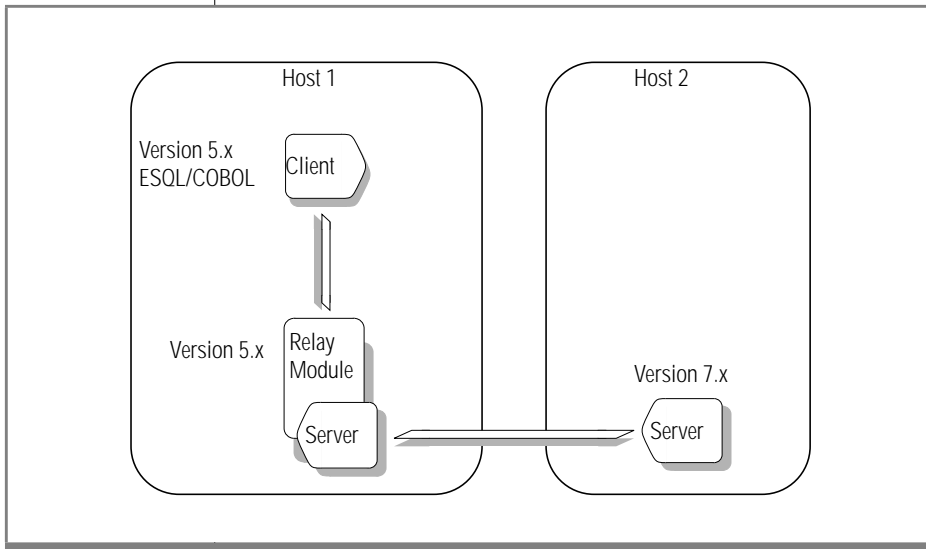 Host 1
Host 2
Version 5.x
ESQL/COBOL
Client
Version 5.x
Relay
Module
Server
Version 7.x
Server